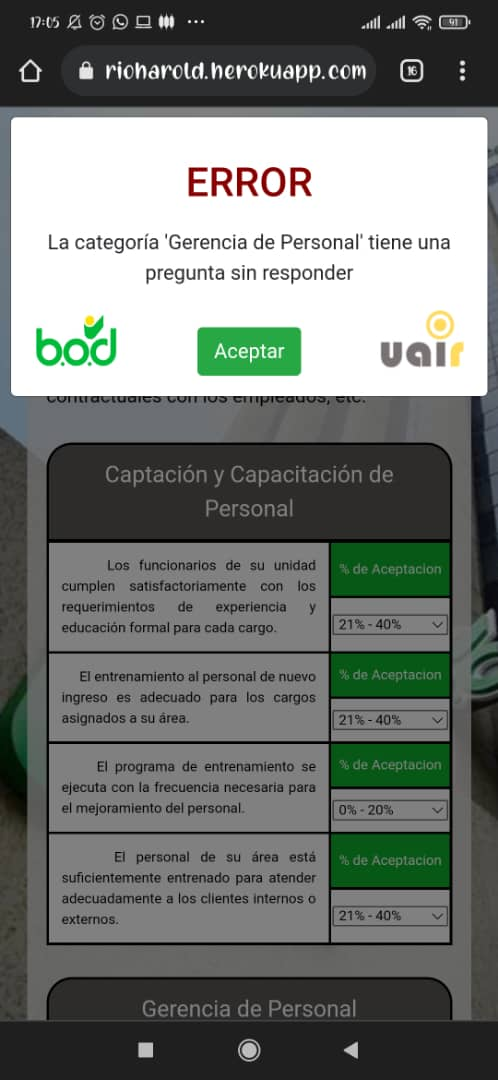 17:05
91
rioharold.herokuapp.com
16
ERROR
La categoría 'Gerencia de Personal' tiene una
pregunta sin responder
b.o.d
Aceptar
uair
contractuales con los empleados, etc.
Captación y Capacitación de
Personal
Los funcionarios de su unidad
cumplen satisfactoriamente con los
requerimientos de experiencia y
educación formal para cada cargo.
% de Aceptacion
21% - 40%
El entrenamiento al personal de nuevo
ingreso es adecuado para los cargos
asignados a su área.
% de Aceptacion
21% - 40%
El programa de entrenamiento se
ejecuta con la frecuencia necesaria para
el mejoramiento del personal.
% de Aceptacion
0% - 20%
El personal de su área está
suficientemente entrenado para atender
adecuadamente a los clientes internos o
externos.
% de Aceptacion
21% - 40%
Gerencia de Personal